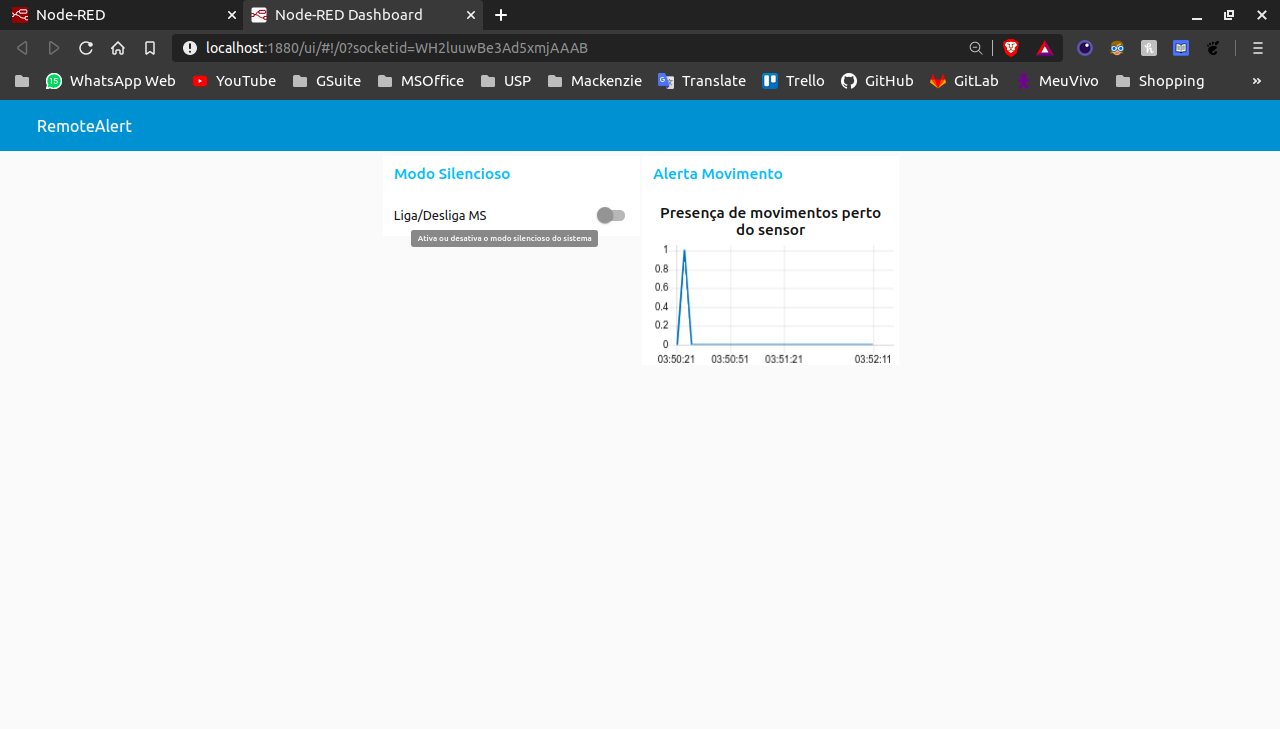 Node-RED
Node-RED Dashboard
localhost:1880/ui/#!/0?socketid=WH2luuwBe3Ad5xmjAAAB
15 WhatsApp Web YouTube GSuite MSOffice USP Mackenzie Translate Trello GitHub GitLab MeuVivo Shopping »
RemoteAlert
Modo Silencioso
Liga/Desliga MS
Ativa ou desativa o modo silencioso do sistema
Alerta Movimento
Presença de movimentos perto
do sensor
1
0.8
0.6
0.4
0.2
0
03:50:21 03:50:51 03:51:21 03:52:11